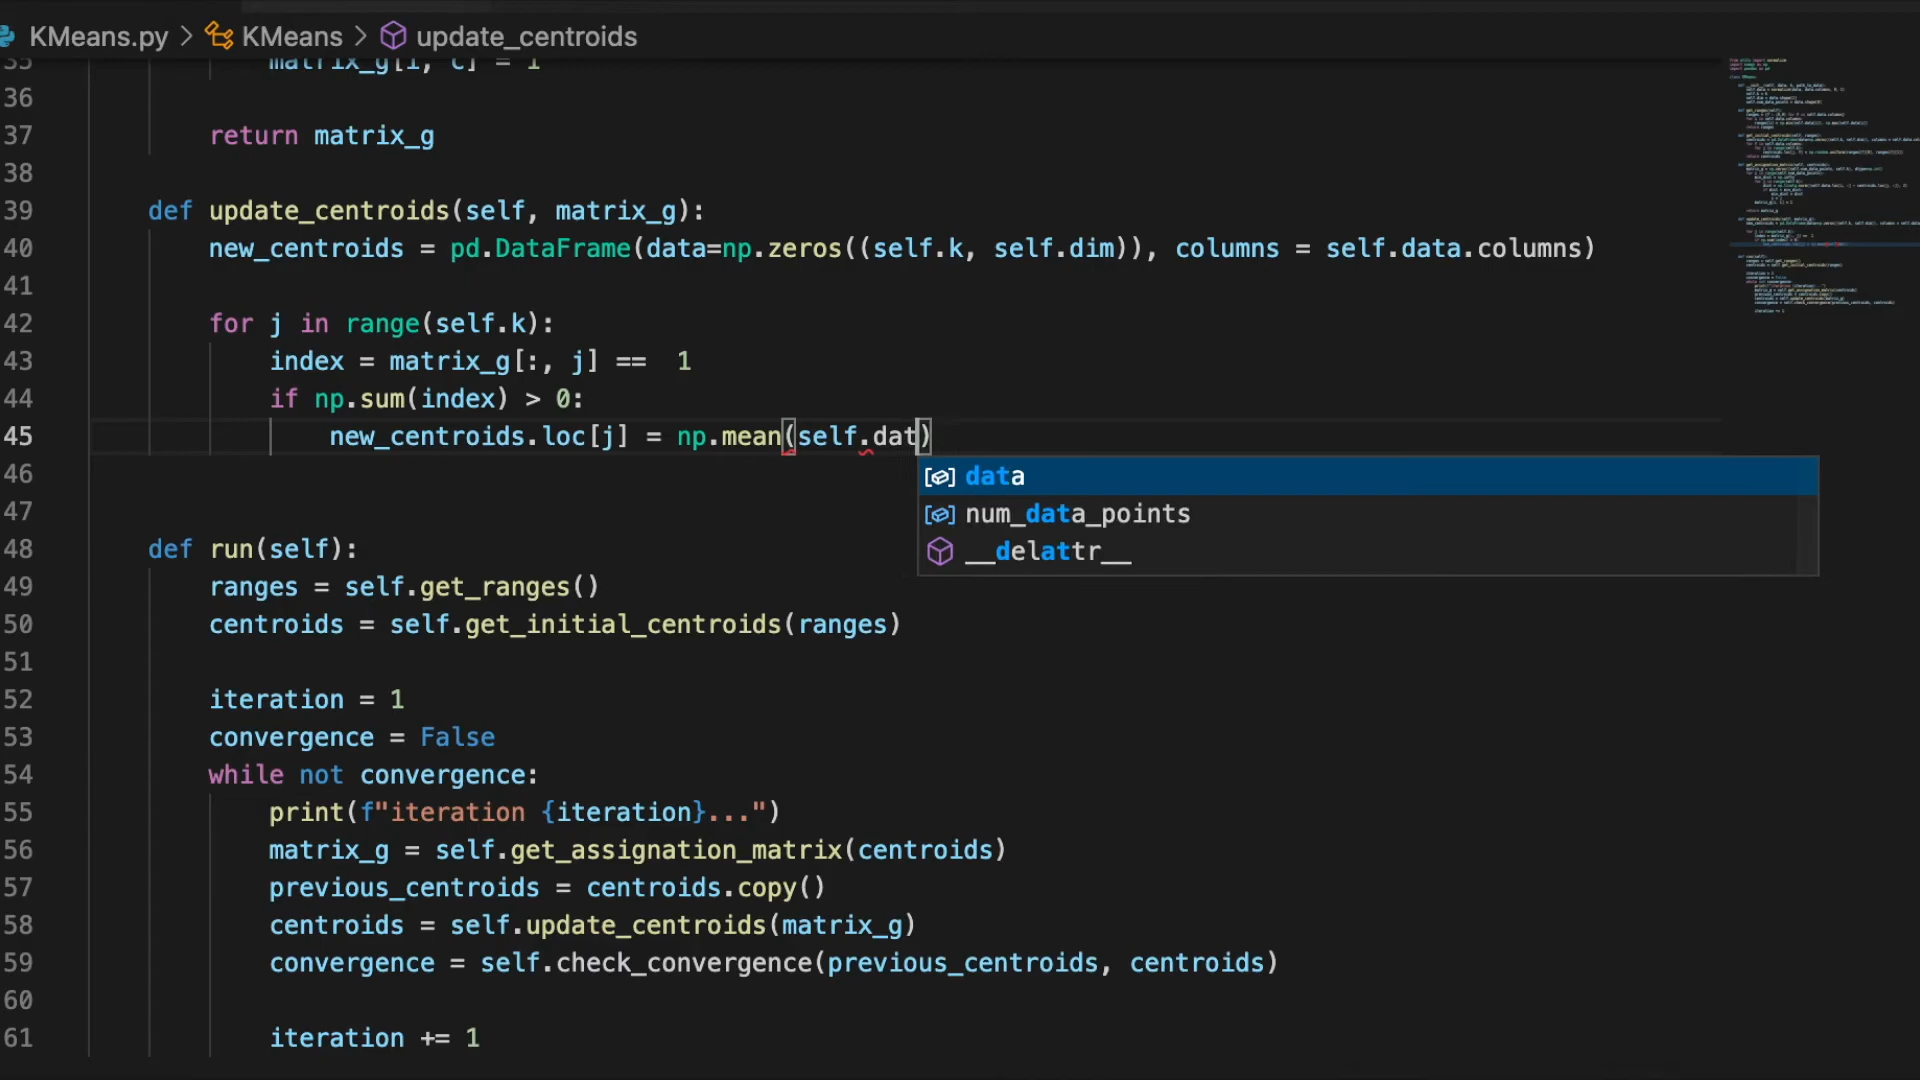 KMeans.py > KMeans > update_centroids
35 matrix_g[i, c] = 1
36
37 return matrix_g
38
39 def update_centroids(self, matrix_g):
40 new_centroids = pd.DataFrame(data=np.zeros((self.k, self.dim)), columns = self.data.columns)
41
42 for j in range(self.k):
43 index = matrix_g[:, j] ==  1
44 if np.sum(index) > 0:
45 new_centroids.loc[j] = np.mean(self.dat)
46
data
47
num_data_points
48 def run(self):
__delattr__
49 ranges = self.get_ranges()
50 centroids = self.get_initial_centroids(ranges)
51
52 iteration = 1
53 convergence = False
54 while not convergence:
55 print(f"iteration {iteration}...")
56 matrix_g = self.get_assignation_matrix(centroids)
57 previous_centroids = centroids.copy()
58 centroids = self.update_centroids(matrix_g)
59 convergence = self.check_convergence(previous_centroids, centroids)
60
61 iteration += 1